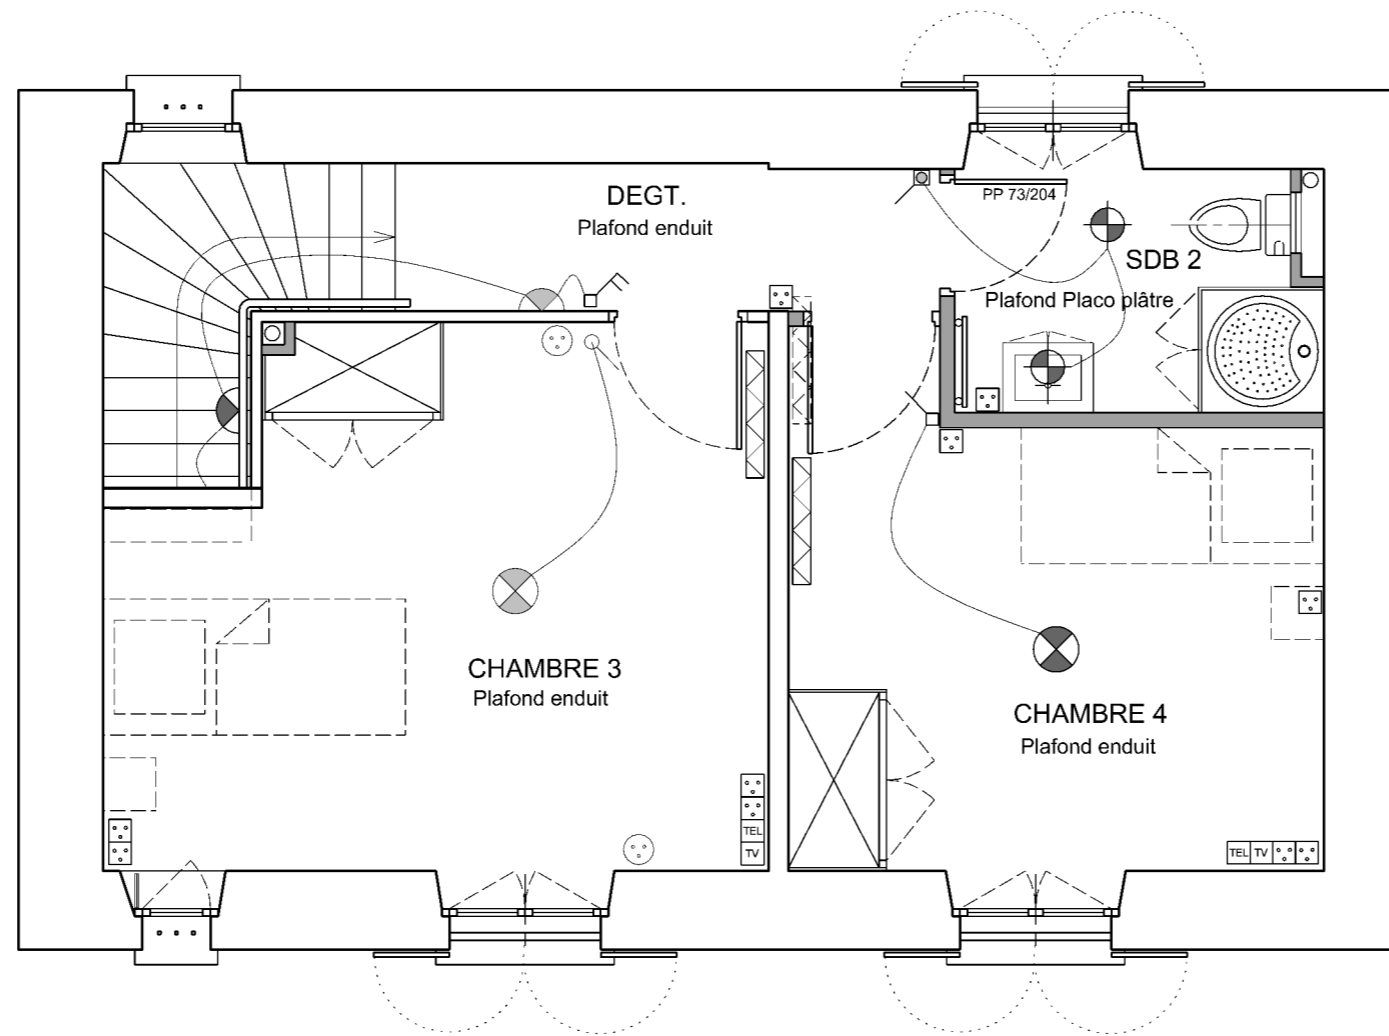 DEGT.
Plafond enduit
PP 73/204
SDB 2
Plafond Placo plâtre
CHAMBRE 3
Plafond enduit
CHAMBRE 4
Plafond enduit
TEL
TV
TEL TV